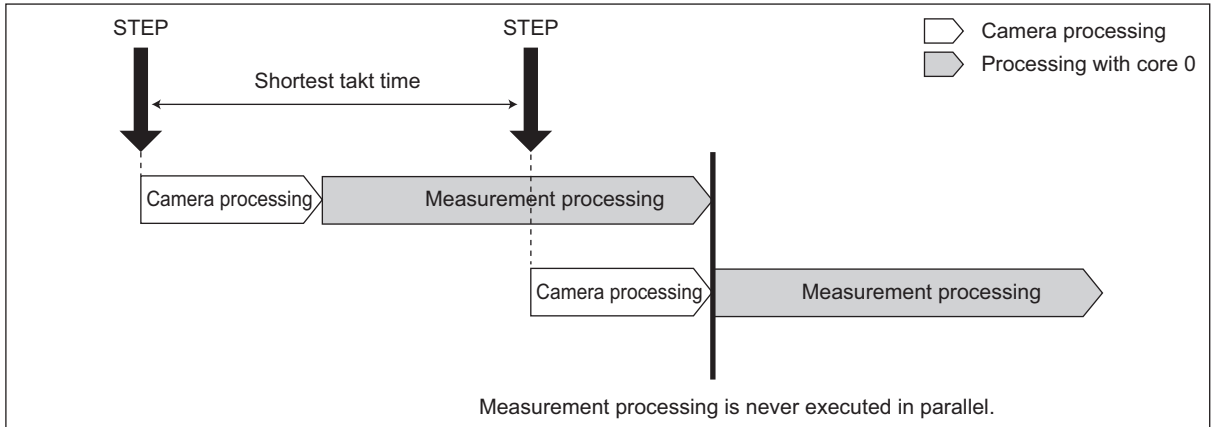 STEP
STEP
Camera processing
Processing with core 0
Shortest takt time
Camera processing
Measurement processing
Camera processing
Measurement processing
Measurement processing is never executed in parallel.